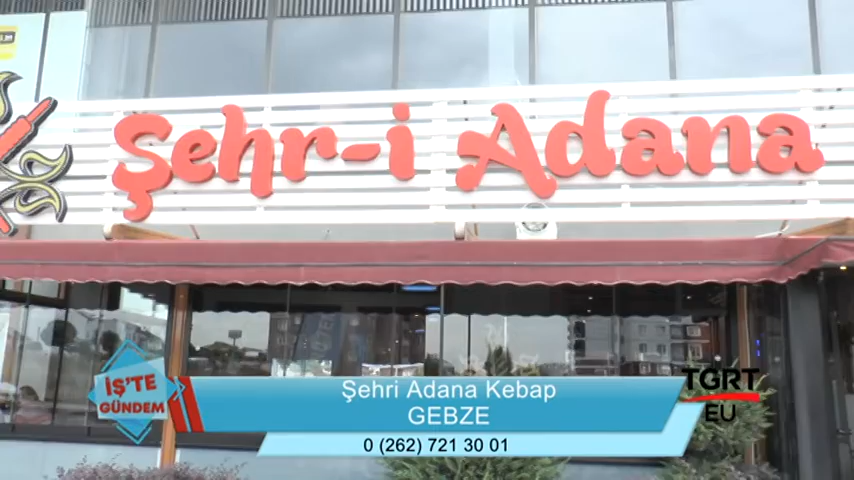 Şehr-i Adana
İŞ'TE
GÜNDEM
Şehri Adana Kebap
GEBZE
0 (262) 721 30 01
TGRT
EU